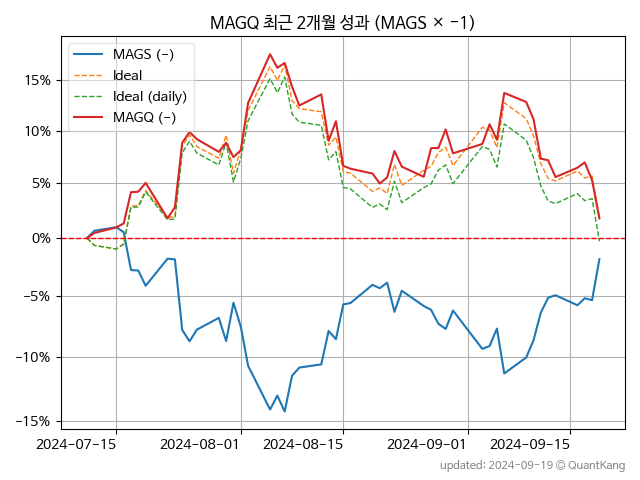 MAGQ 최근 2개월 성과 (MAGS × −1)
MAGS (−)
Ideal
Ideal (daily)
MAGQ (−)
15%
10%
5%
0%
−5%
−10%
−15%
2024-07-15
2024-08-01
2024-08-15
2024-09-01
2024-09-15
updated: 2024-09-19 © QuantKang